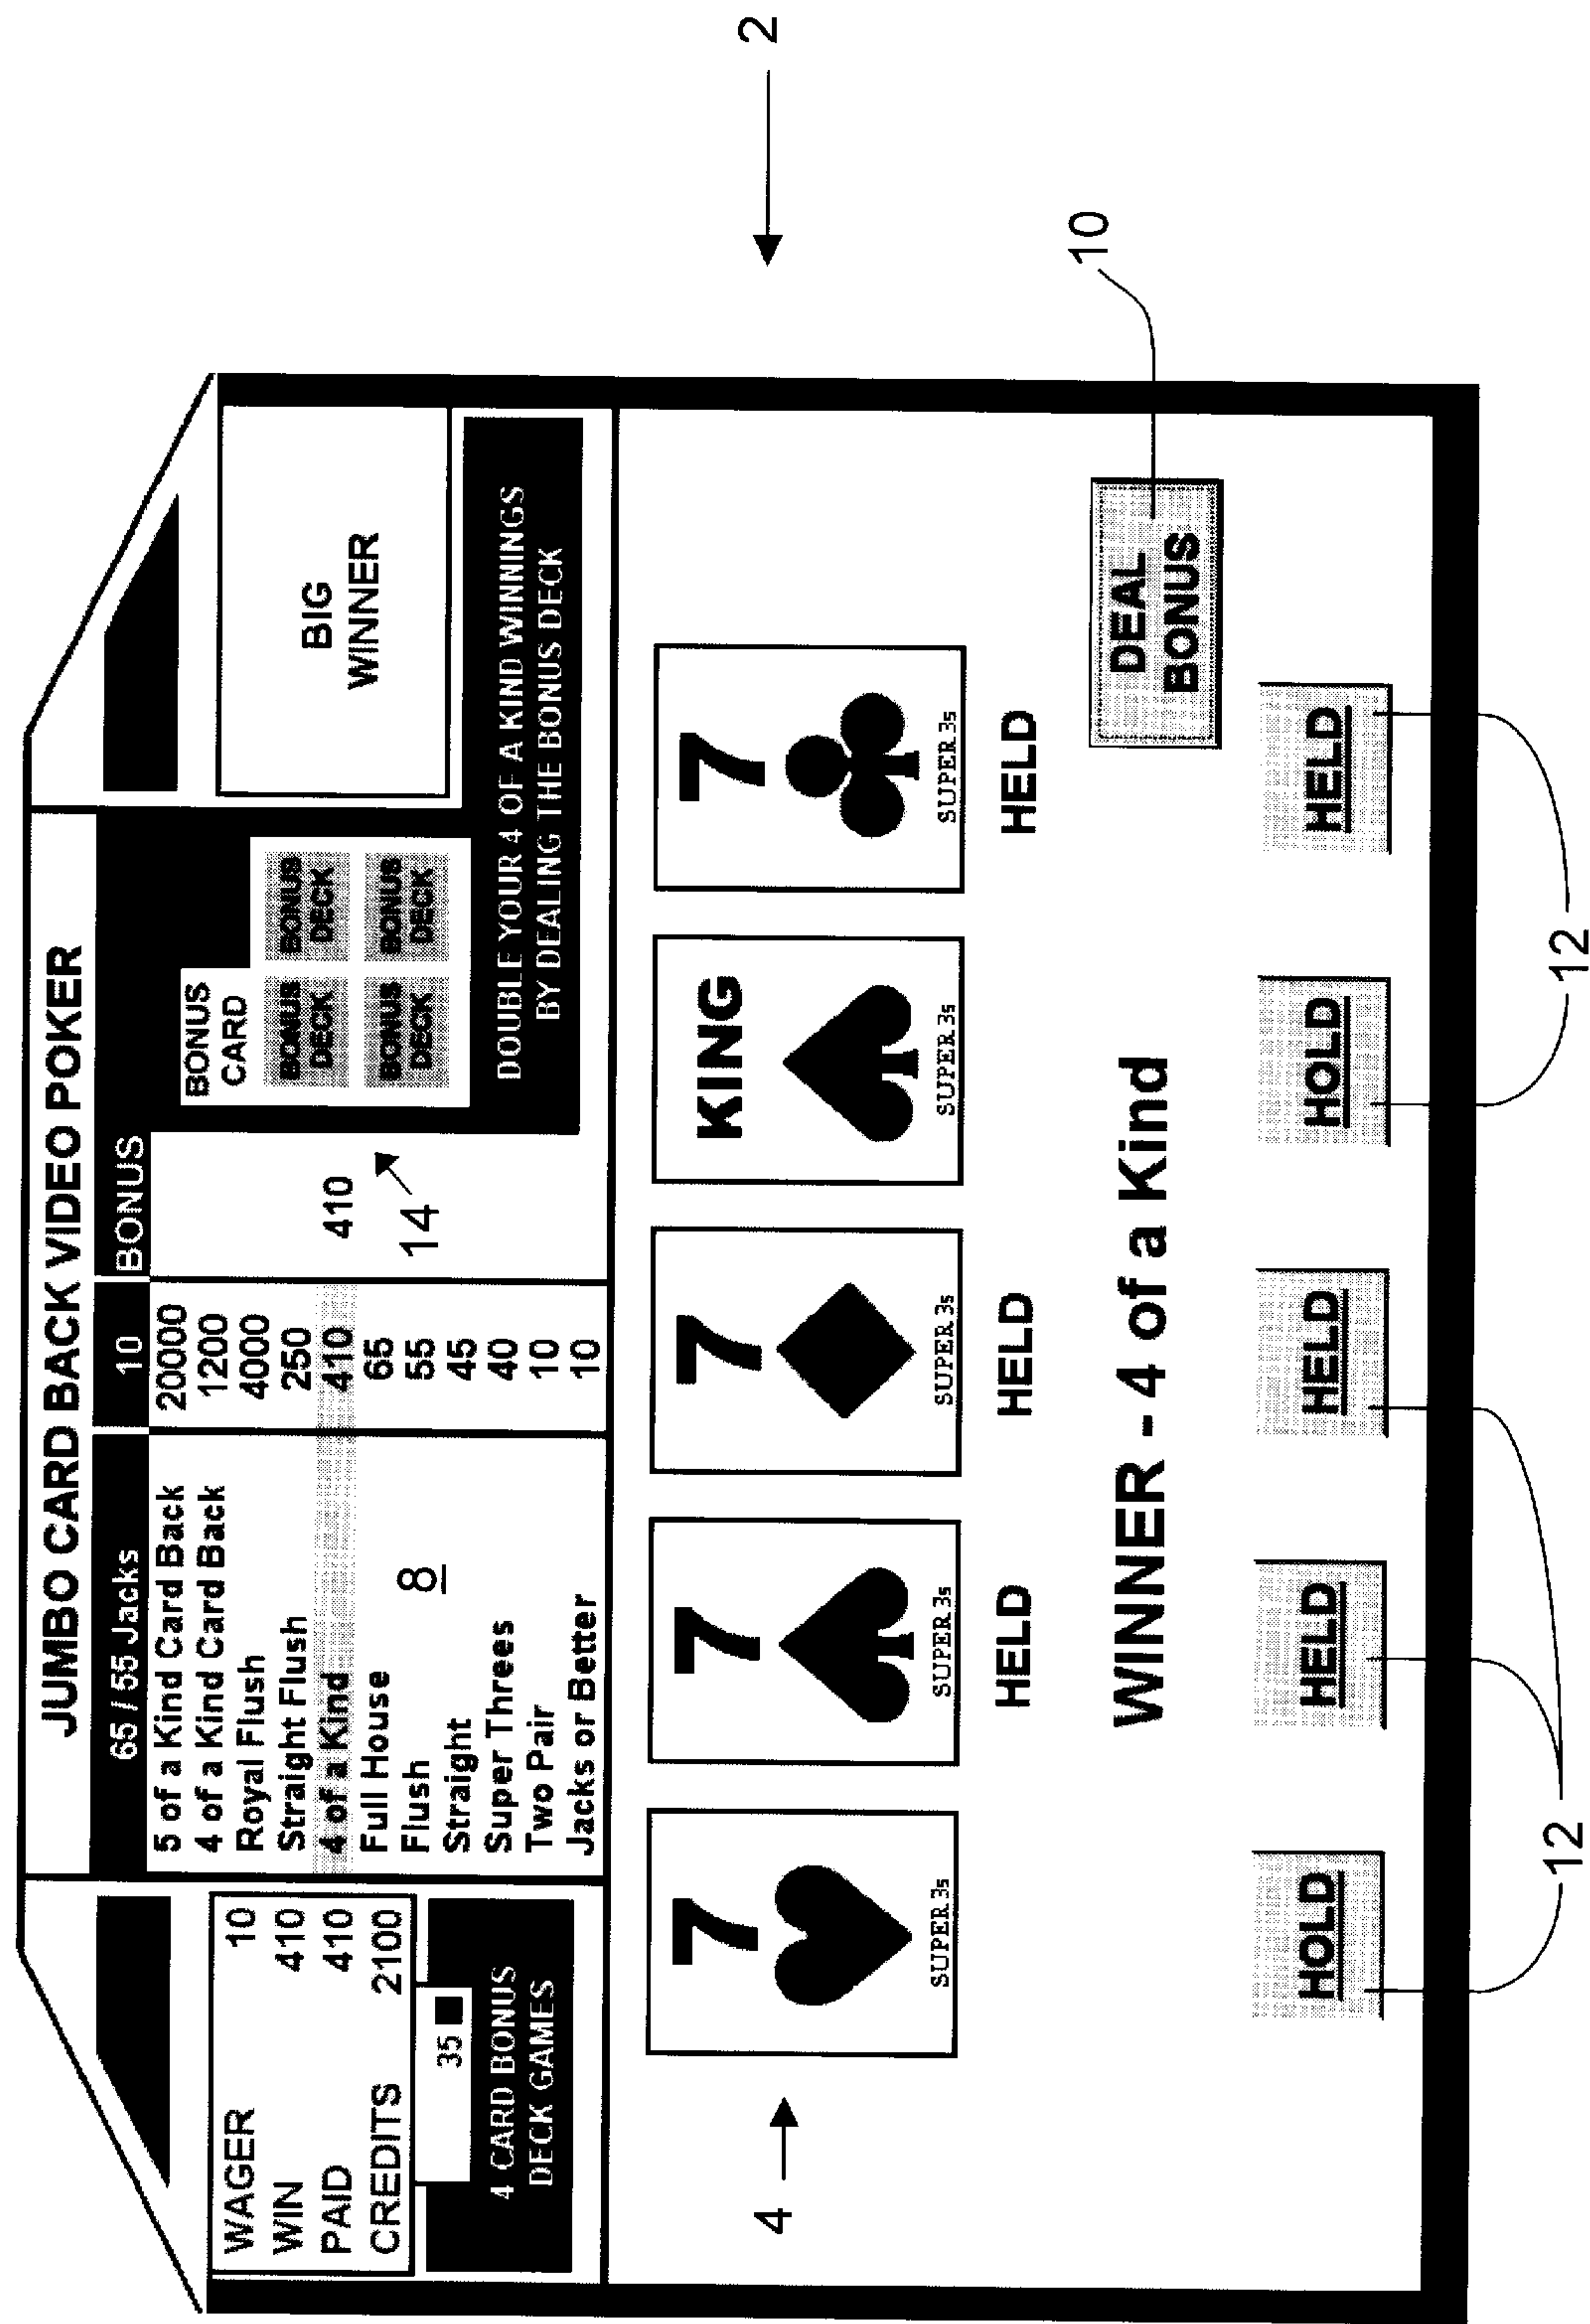 JUMBO CARD BACK VIDEO POKER
WAGER 10
WIN 410
PAID 410
CREDITS 2100
35
4 CARD BONUS
DECK GAMES
65 / 55 Jacks 10 BONUS
5 of a Kind Card Back 20000
4 of a Kind Card Back 1200
Royal Flush 4000
Straight Flush 250
4 of a Kind 410 410
Full House 65
Flush 55
Straight 45
Super Threes 40
Two Pair 10
Jacks or Better 10
8
14
BONUS
CARD
BONUS
DECK
BONUS
DECK
BONUS
DECK
BONUS
DECK
BIG
WINNER
DOUBLE YOUR 4 OF A KIND WINNINGS
BY DEALING THE BONUS DECK
2
4
7 7 7 KING 7
SUPER 3s SUPER 3s SUPER 3s SUPER 3s SUPER 3s
HELD HELD HELD
WINNER - 4 of a Kind
DEAL
BONUS
10
HOLD HELD HELD HOLD HELD
12 12